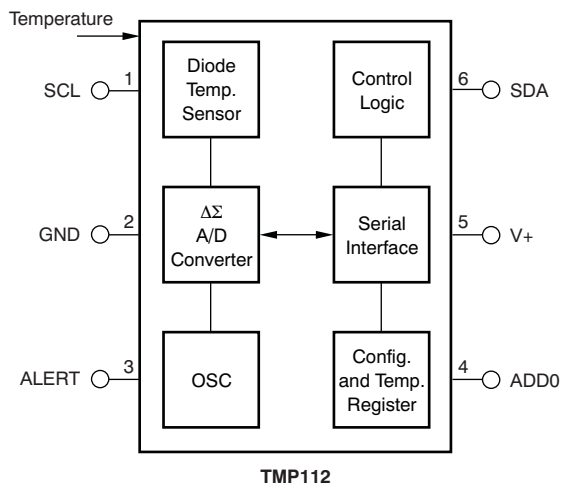 Temperature
SCL
1
Diode
Temp.
Sensor
Control
Logic
6
SDA
GND
2
ΔΣ
A/D
Converter
Serial
Interface
5
V+
ALERT
3
OSC
Config.
and Temp.
Register
4
ADD0
TMP112